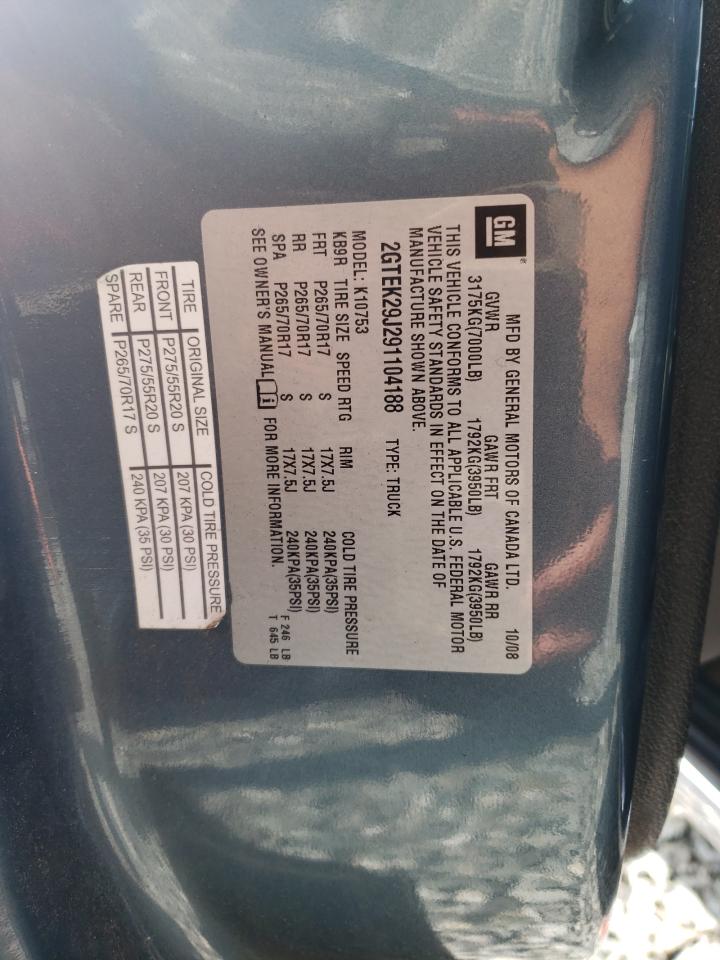 GM®
MFD BY GENERAL MOTORS OF CANADA LTD. 10/08
GVWR GAWR FRT GAWR RR
3175KG(7000LB) 1792KG(3950LB) 1792KG(3950LB)
THIS VEHICLE CONFORMS TO ALL APPLICABLE U.S. FEDERAL MOTOR
VEHICLE SAFETY STANDARDS IN EFFECT ON THE DATE OF
MANUFACTURE SHOWN ABOVE.
2GTEK29J291104188 TYPE: TRUCK
MODEL: K10753
KB9R TIRE SIZE SPEED RTG RIM COLD TIRE PRESSURE
FRT P265/70R17 S 17X7.5J 240KPA(35PSI)
RR P265/70R17 S 17X7.5J 240KPA(35PSI)
SPA P265/70R17 S 17X7.5J 240KPA(35PSI) F 246 LB
SEE OWNER'S MANUAL FOR MORE INFORMATION. T 645 LB
TIRE ORIGINAL SIZE COLD TIRE PRESSURE
FRONT P275/55R20 S 207 KPA (30 PSI)
REAR P275/55R20 S 207 KPA (30 PSI)
SPARE P265/70R17 S 240 KPA (35 PSI)